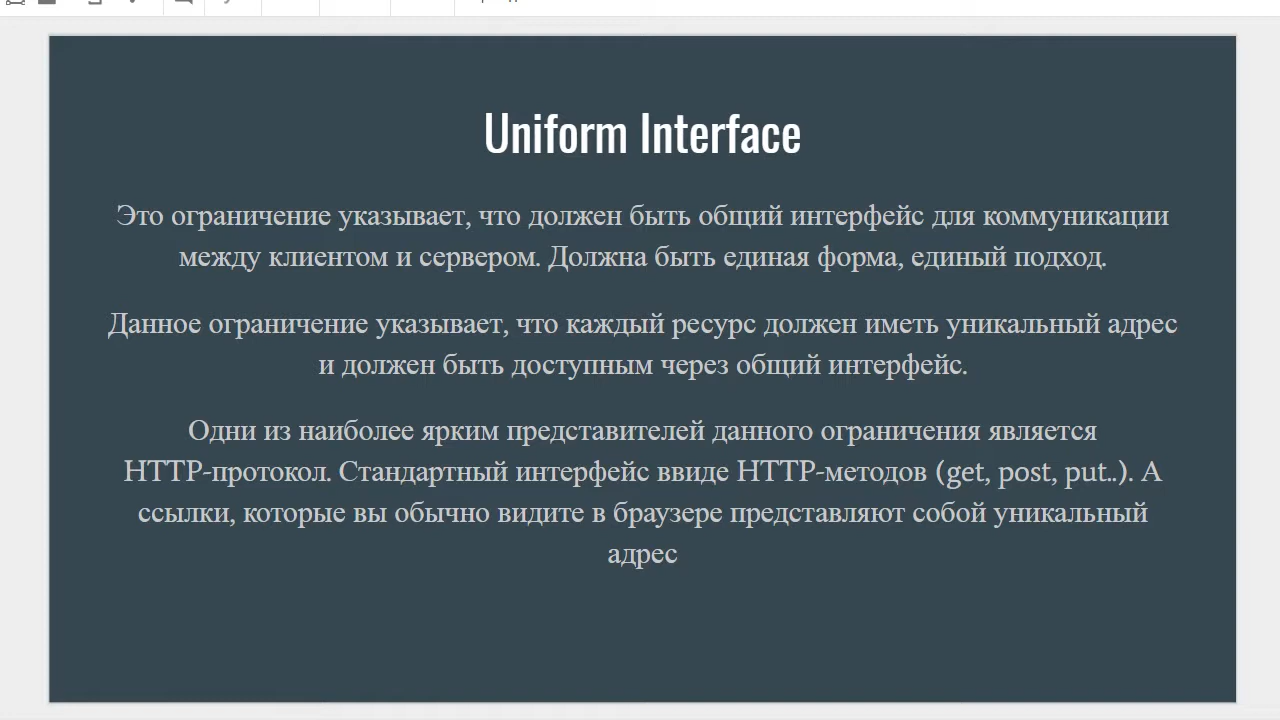 Uniform Interface
Это ограничение указывает, что должен быть общий интерфейс для коммуникации
между клиентом и сервером. Должна быть единая форма, единый подход.
Данное ограничение указывает, что каждый ресурс должен иметь уникальный адрес
и должен быть доступным через общий интерфейс.
Одни из наиболее ярким представителей данного ограничения является
HTTP-протокол. Стандартный интерфейс ввиде HTTP-методов (get, post, put..). А
ссылки, которые вы обычно видите в браузере представляют собой уникальный
адрес